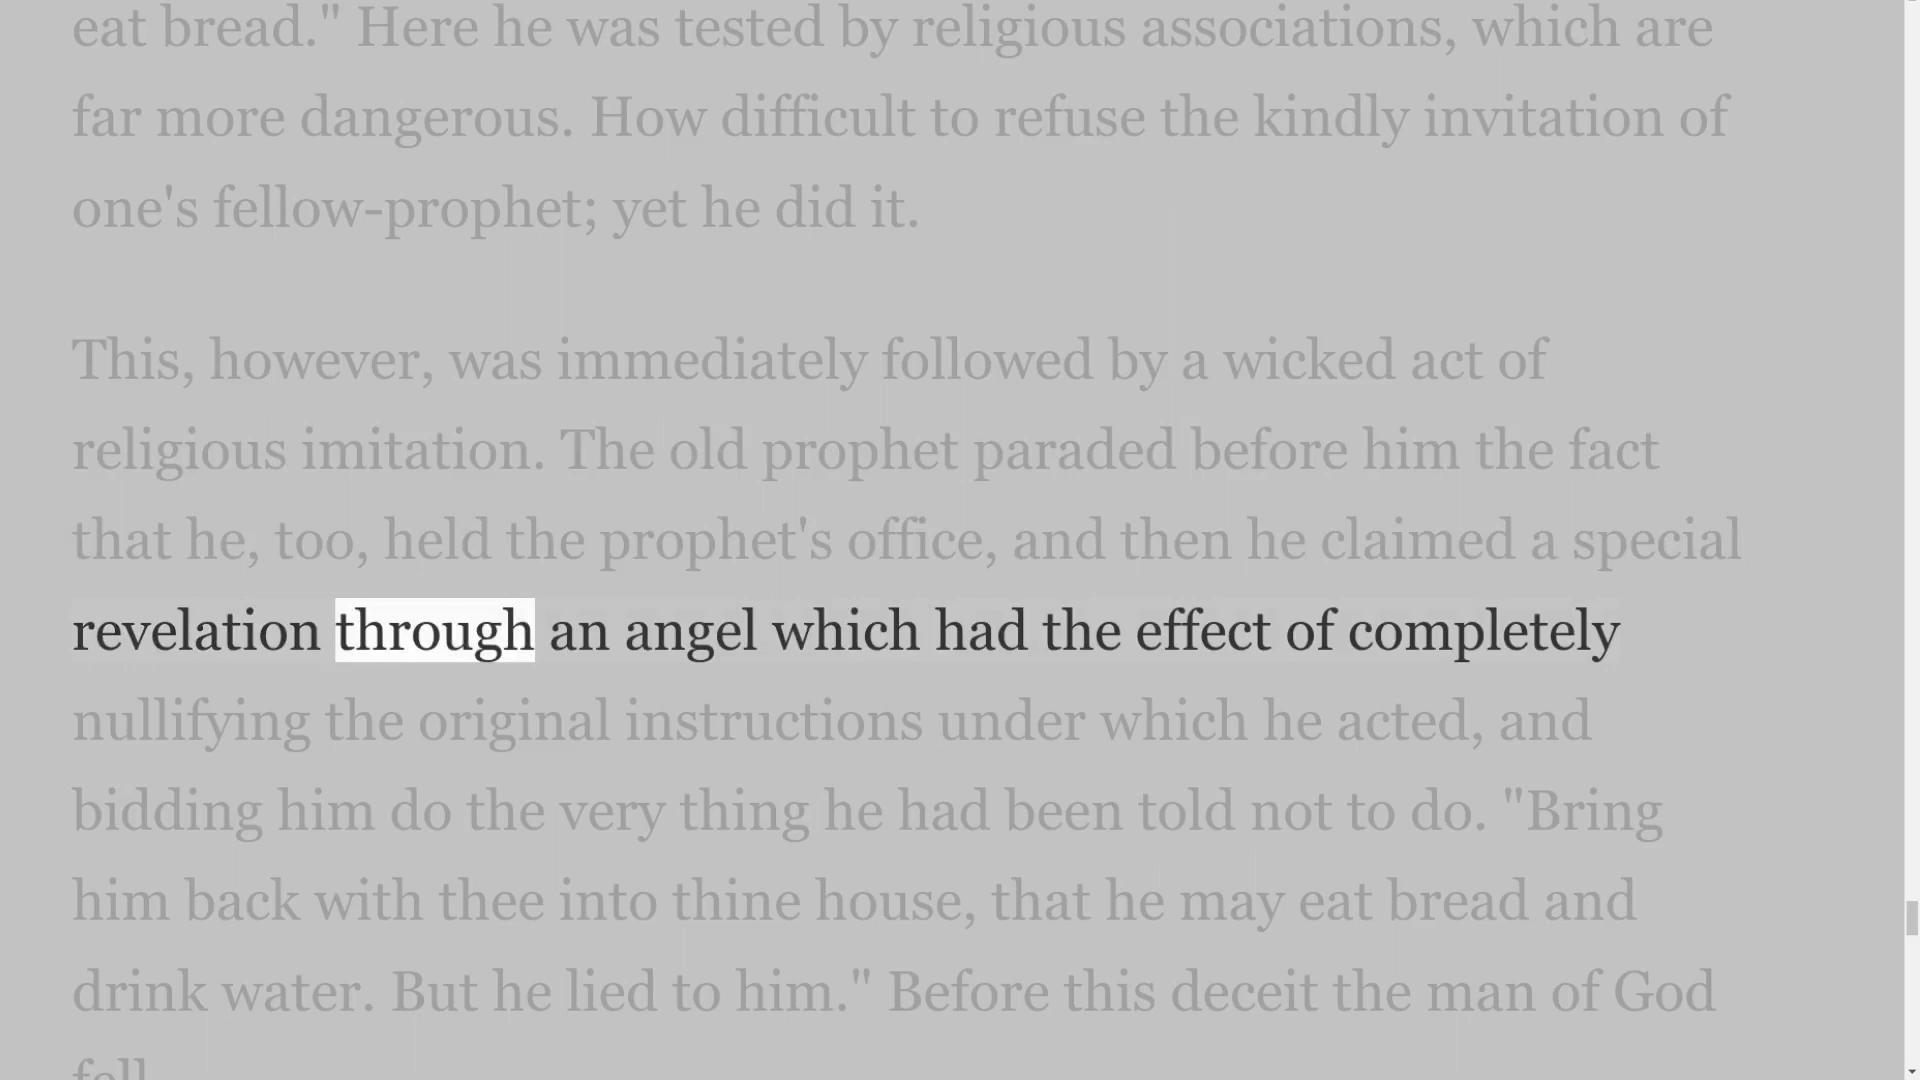 eat bread." Here he was tested by religious associations, which are
far more dangerous. How difficult to refuse the kindly invitation of
one's fellow-prophet; yet he did it.
This, however, was immediately followed by a wicked act of
religious imitation. The old prophet paraded before him the fact
that he, too, held the prophet's office, and then he claimed a special
revelation through an angel which had the effect of completely
nullifying the original instructions under which he acted, and
bidding him do the very thing he had been told not to do. "Bring
him back with thee into thine house, that he may eat bread and
drink water. But he lied to him." Before this deceit the man of God
fell